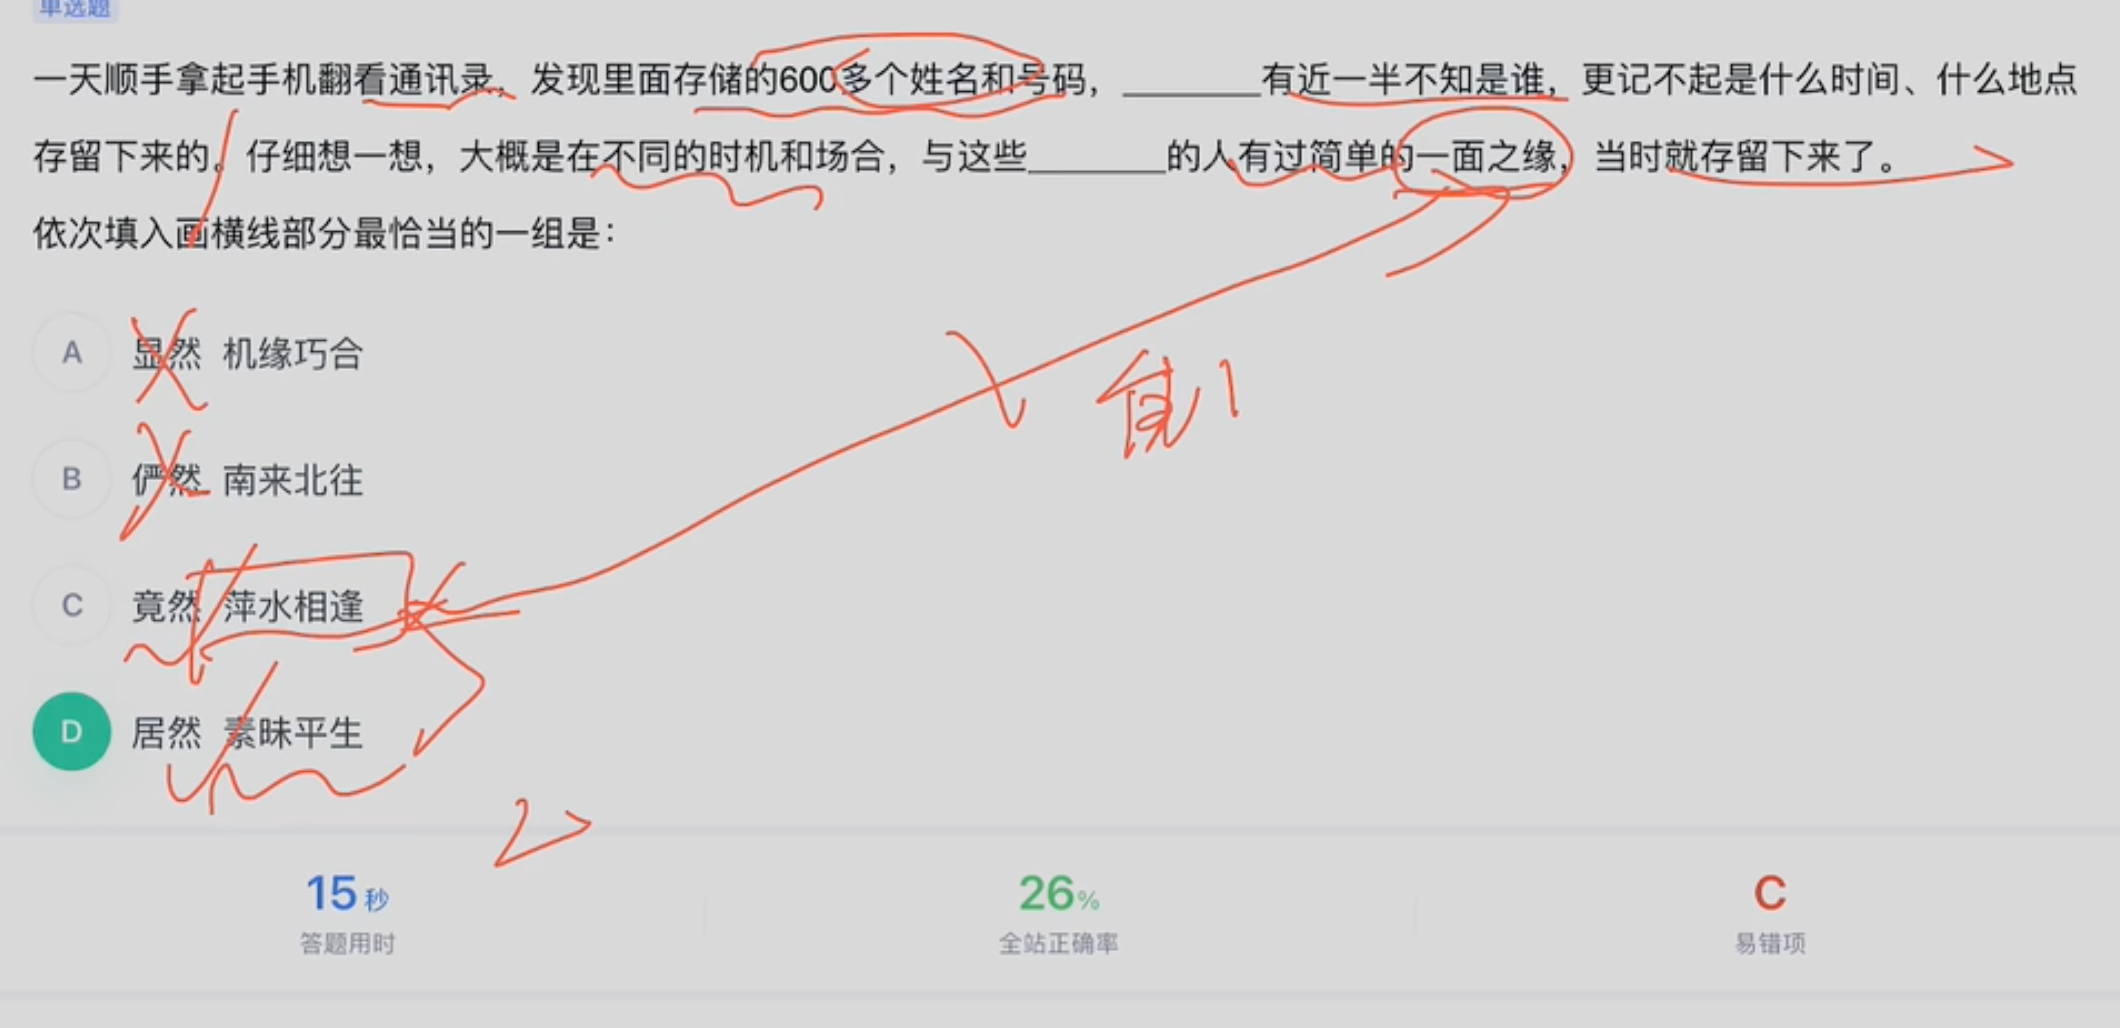 单选题
一天顺手拿起手机翻看通讯录，发现里面存储的600多个姓名和号码，_______有近一半不知是谁，更记不起是什么时间、什么地点
存留下来的。仔细想一想，大概是在不同的时机和场合，与这些_______的人有过简单的一面之缘，当时就存留下来了。
依次填入画横线部分最恰当的一组是：
A 显然 机缘巧合
B 俨然 南来北往
C 竟然 萍水相逢
D 居然 素昧平生
15秒 26% C
答题用时 全站正确率 易错项